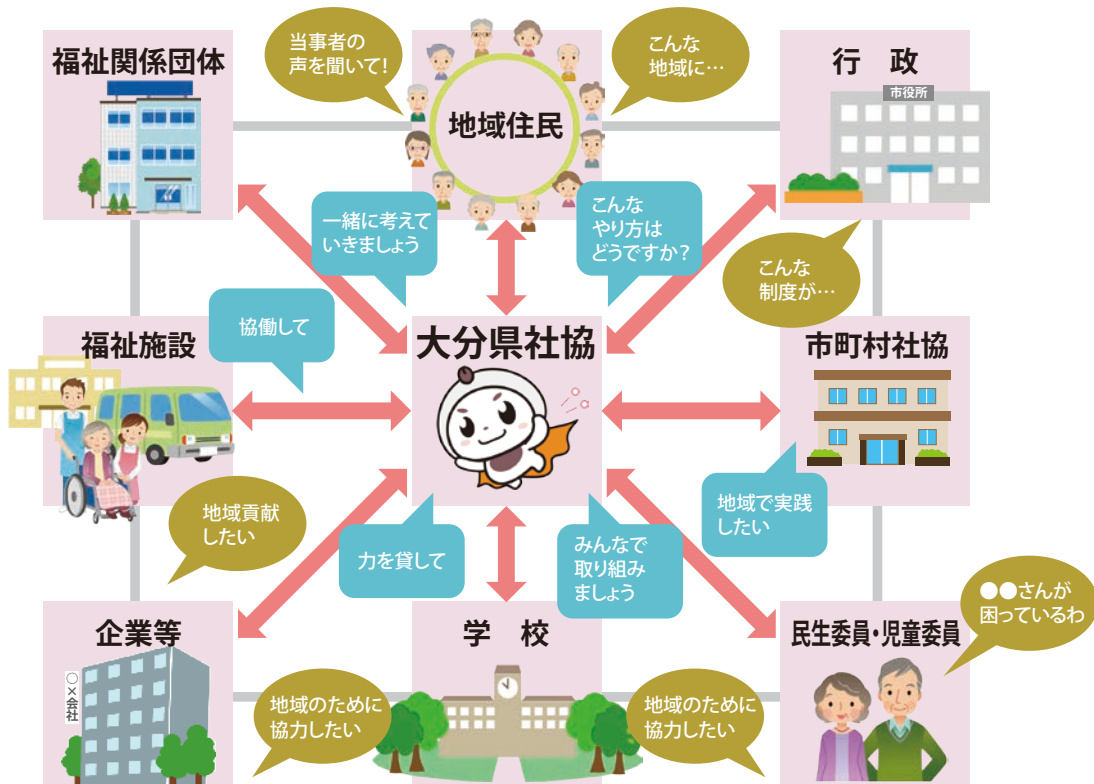 福祉関係団体
当事者の
声を聞いて!
地域住民
こんな
地域に…
行　政
市役所
一緒に考えて
いきましょう
こんな
やり方は
どうですか?
こんな
制度が…
福祉施設
協働して
大分県社協
市町村社協
地域貢献
したい
力を貸して
みんなで
取り組み
ましょう
地域で実践
したい
企業等
〇×会社
地域のために
協力したい
学　校
地域のために
協力したい
民生委員・児童委員
●●さんが
困っているわ